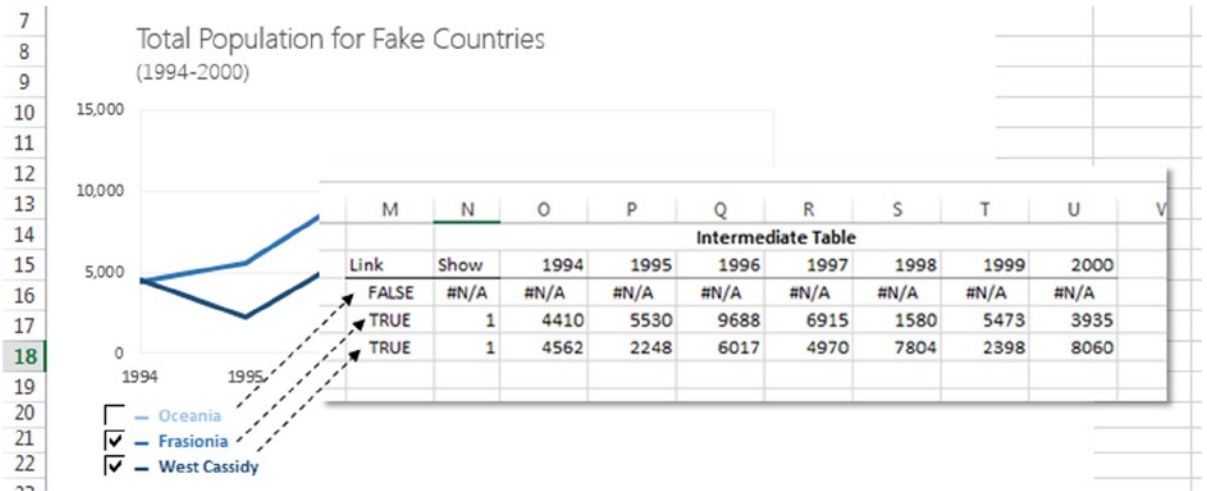 7
8
9
10
11
12
13
14
15
16
17
18
19
20
21
22
Total Population for Fake Countries
(1994-2000)
15,000
10,000
5,000
0
1994 1995
Oceania
Frasionia
West Cassidy
M N O P Q R S T U V
Intermediate Table
Link Show 1994 1995 1996 1997 1998 1999 2000
FALSE #N/A #N/A #N/A #N/A #N/A #N/A #N/A #N/A
TRUE 1 4410 5530 9688 6915 1580 5473 3935
TRUE 1 4562 2248 6017 4970 7804 2398 8060